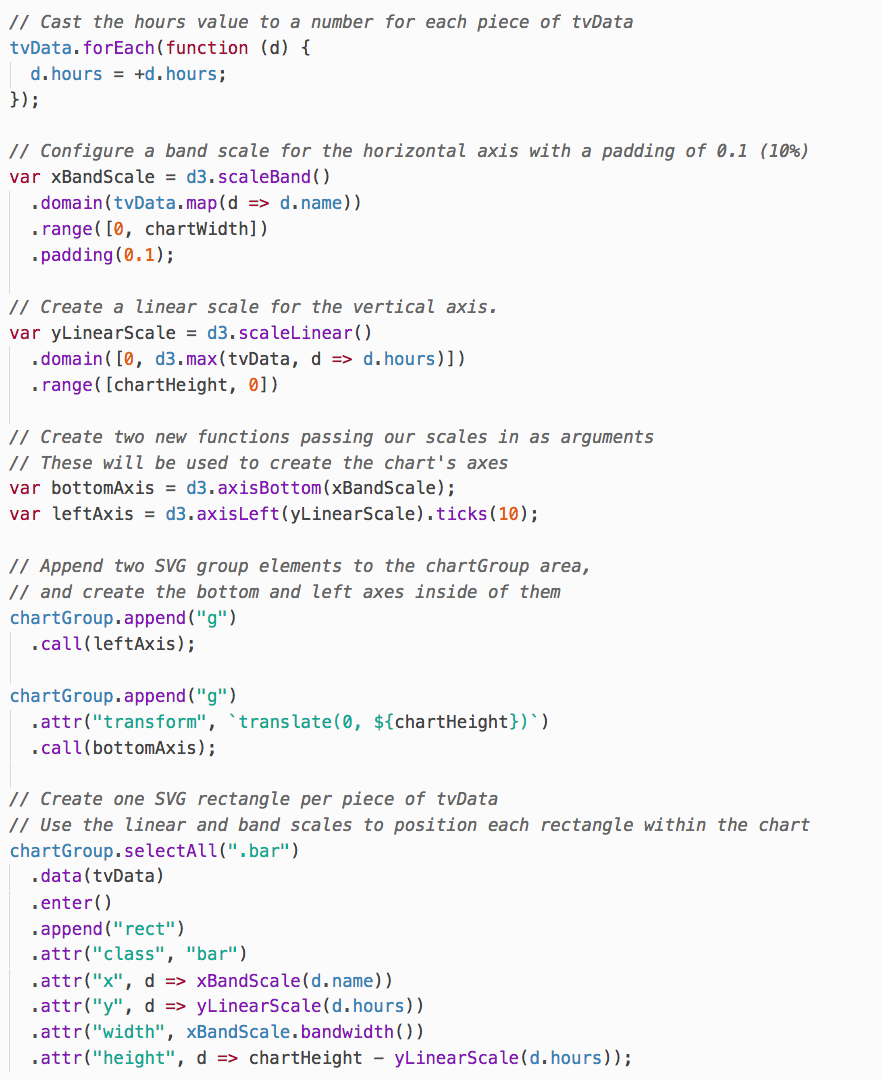 // Cast the hours value to a number for each piece of tvData
tvData.forEach(function (d) {
  d.hours = +d.hours;
});

// Configure a band scale for the horizontal axis with a padding of 0.1 (10%)
var xBandScale = d3.scaleBand()
  .domain(tvData.map(d => d.name))
  .range([0, chartWidth])
  .padding(0.1);

// Create a linear scale for the vertical axis.
var yLinearScale = d3.scaleLinear()
  .domain([0, d3.max(tvData, d => d.hours)])
  .range([chartHeight, 0])

// Create two new functions passing our scales in as arguments
// These will be used to create the chart's axes
var bottomAxis = d3.axisBottom(xBandScale);
var leftAxis = d3.axisLeft(yLinearScale).ticks(10);

// Append two SVG group elements to the chartGroup area,
// and create the bottom and left axes inside of them
chartGroup.append("g")
  .call(leftAxis);

chartGroup.append("g")
  .attr("transform", `translate(0, ${chartHeight})`)
  .call(bottomAxis);

// Create one SVG rectangle per piece of tvData
// Use the linear and band scales to position each rectangle within the chart
chartGroup.selectAll(".bar")
  .data(tvData)
  .enter()
  .append("rect")
  .attr("class", "bar")
  .attr("x", d => xBandScale(d.name))
  .attr("y", d => yLinearScale(d.hours))
  .attr("width", xBandScale.bandwidth())
  .attr("height", d => chartHeight - yLinearScale(d.hours));